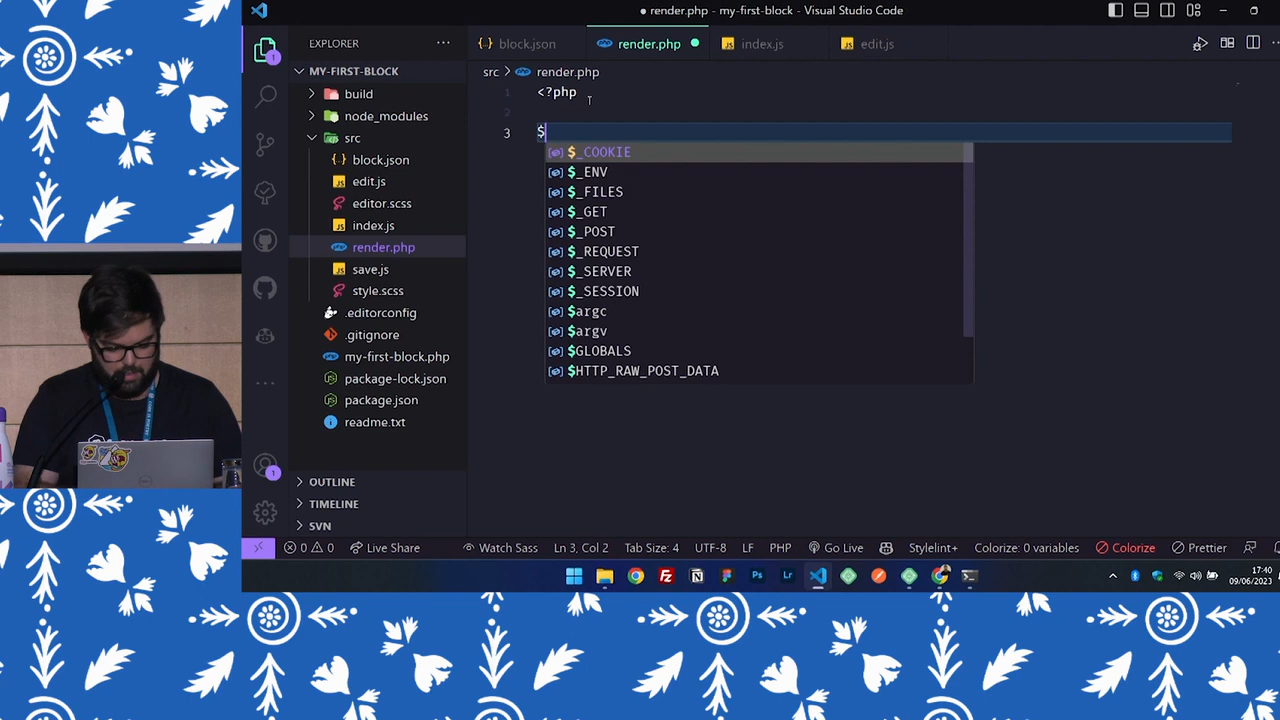 ● render.php - my-first-block - Visual Studio Code
EXPLORER
block.json
render.php
index.js
edit.js
MY-FIRST-BLOCK
src > render.php
build
node_modules
src
block.json
edit.js
editor.scss
index.js
render.php
save.js
style.scss
.editorconfig
.gitignore
my-first-block.php
package-lock.json
package.json
readme.txt
OUTLINE
TIMELINE
SVN
1
1
1 <?php
2
3 $
$_COOKIE
$_ENV
$_FILES
$_GET
$_POST
$_REQUEST
$_SERVER
$_SESSION
$argc
$argv
$GLOBALS
$HTTP_RAW_POST_DATA
0 0 Live Share Watch Sass Ln 3, Col 2 Tab Size: 4 UTF-8 LF PHP Go Live Stylelint+ Colorize: 0 variables Colorize Prettier
Ps
Lr
17:40
09/06/2023